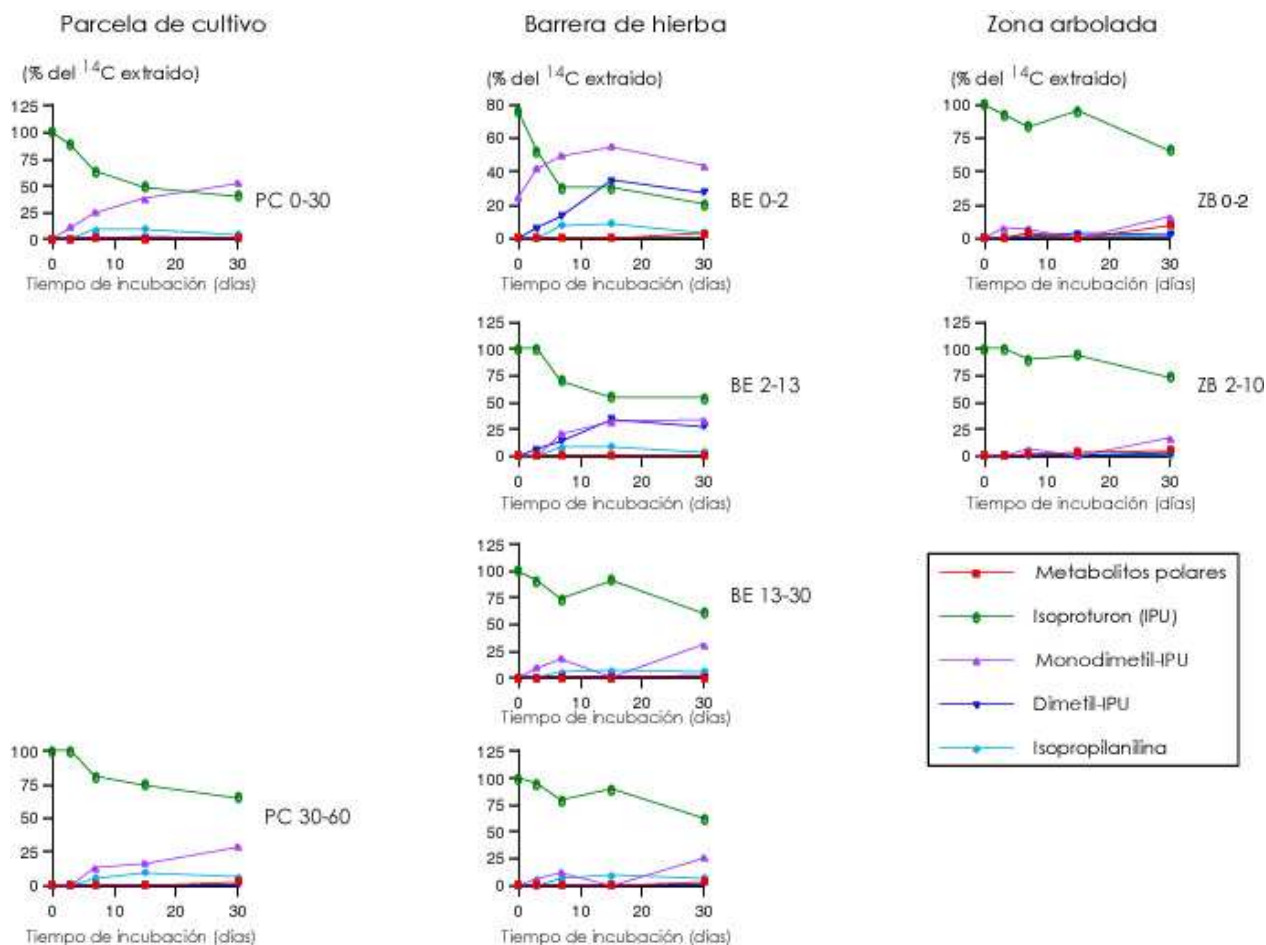 Parcela de cultivo
Barrera de hierba
Zona arbolada
(% del 14C extraido)
(% del 14C extraido)
(% del 14C extraido)
125
100
75
50
25
0
0 10 20 30
Tiempo de incubación (días)
PC 0-30
80
60
40
20
0
0 10 20 30
Tiempo de incubación (días)
BE 0-2
100
75
50
25
0
0 10 20 30
Tiempo de incubación (días)
ZB 0-2
125
100
75
50
25
0
0 10 20 30
Tiempo de incubación (días)
BE 2-13
125
100
75
50
25
0
0 10 20 30
Tiempo de incubación (días)
ZB 2-10
125
100
75
50
25
0
0 10 20 30
Tiempo de incubación (días)
BE 13-30
Metabolitos polares
Isoproturon (IPU)
Monodimetil-IPU
Dimetil-IPU
Isopropilanilina
100
75
50
25
0
0 10 20 30
Tiempo de incubación (días)
PC 30-60
125
100
75
50
25
0
0 10 20 30
Tiempo de incubación (días)